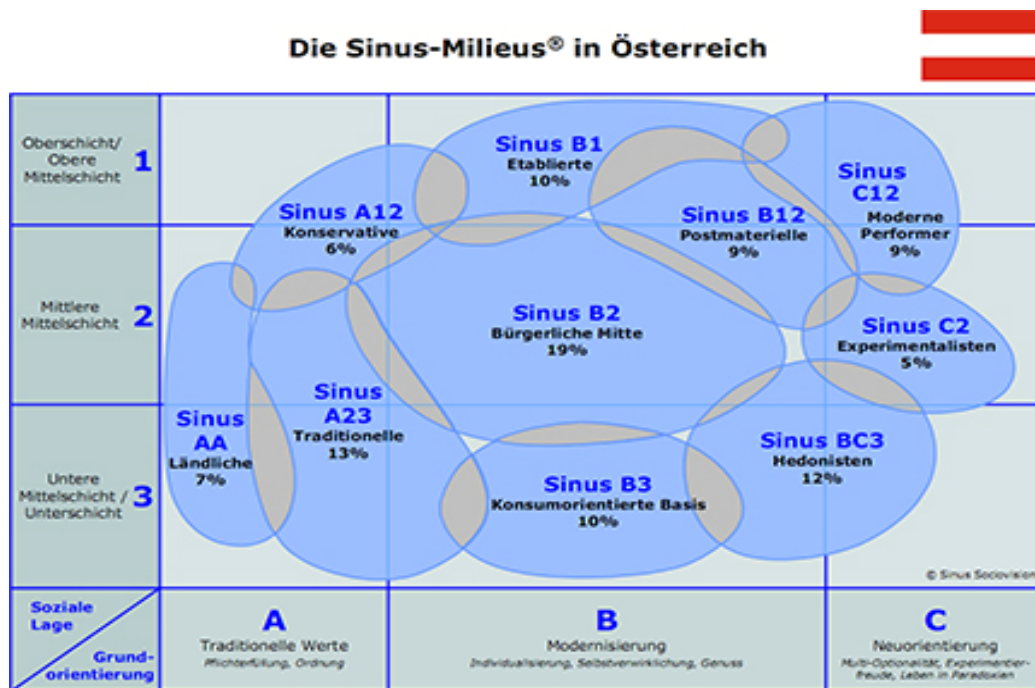 Die Sinus-Milieus® in Österreich
Oberschicht/
Obere
Mittelschicht
1
Mittlere
Mittelschicht
2
Untere
Mittelschicht /
Unterschicht
3
Sinus B1
Etablierte
10%
Sinus
C12
Moderne
Performer
9%
Sinus A12
Konservative
6%
Sinus B12
Postmaterielle
9%
Sinus B2
Bürgerliche Mitte
19%
Sinus C2
Experimentalisten
5%
Sinus
A23
Traditionelle
13%
Sinus
AA
Ländliche
7%
Sinus BC3
Hedonisten
12%
Sinus B3
Konsumorientierte Basis
10%
© Sinus Sociovision
Soziale
Lage
Grund-
orientierung
A
Traditionelle Werte
Pflichterfüllung, Ordnung
B
Modernisierung
Individualisierung, Selbstverwirklichung, Genuss
C
Neuorientierung
Multi-Optionalität, Experimentier-
freude, Leben in Paradoxien